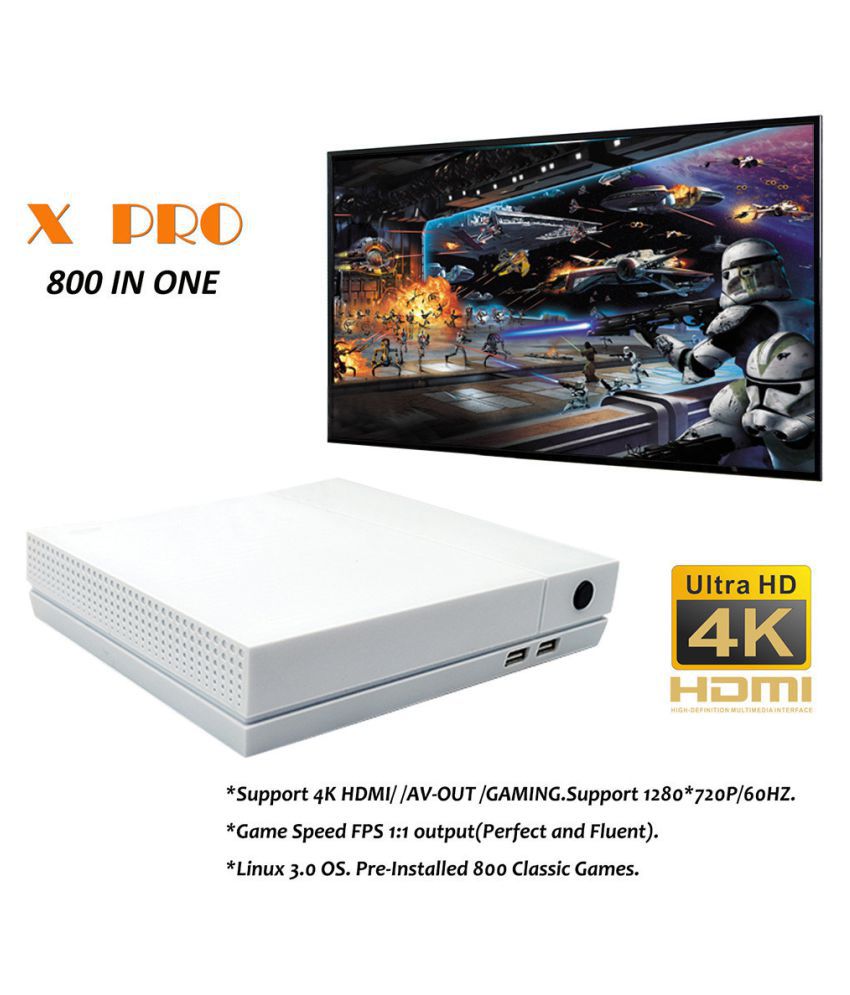 X PRO
800 IN ONE
Ultra HD
4K
HDMI
HIGH-DEFINITION MULTIMEDIA INTERFACE
*Support 4K HDMI/ /AV-OUT /GAMING.Support 1280*720P/60HZ.
*Game Speed FPS 1:1 output(Perfect and Fluent).
*Linux 3.0 OS. Pre-Installed 800 Classic Games.